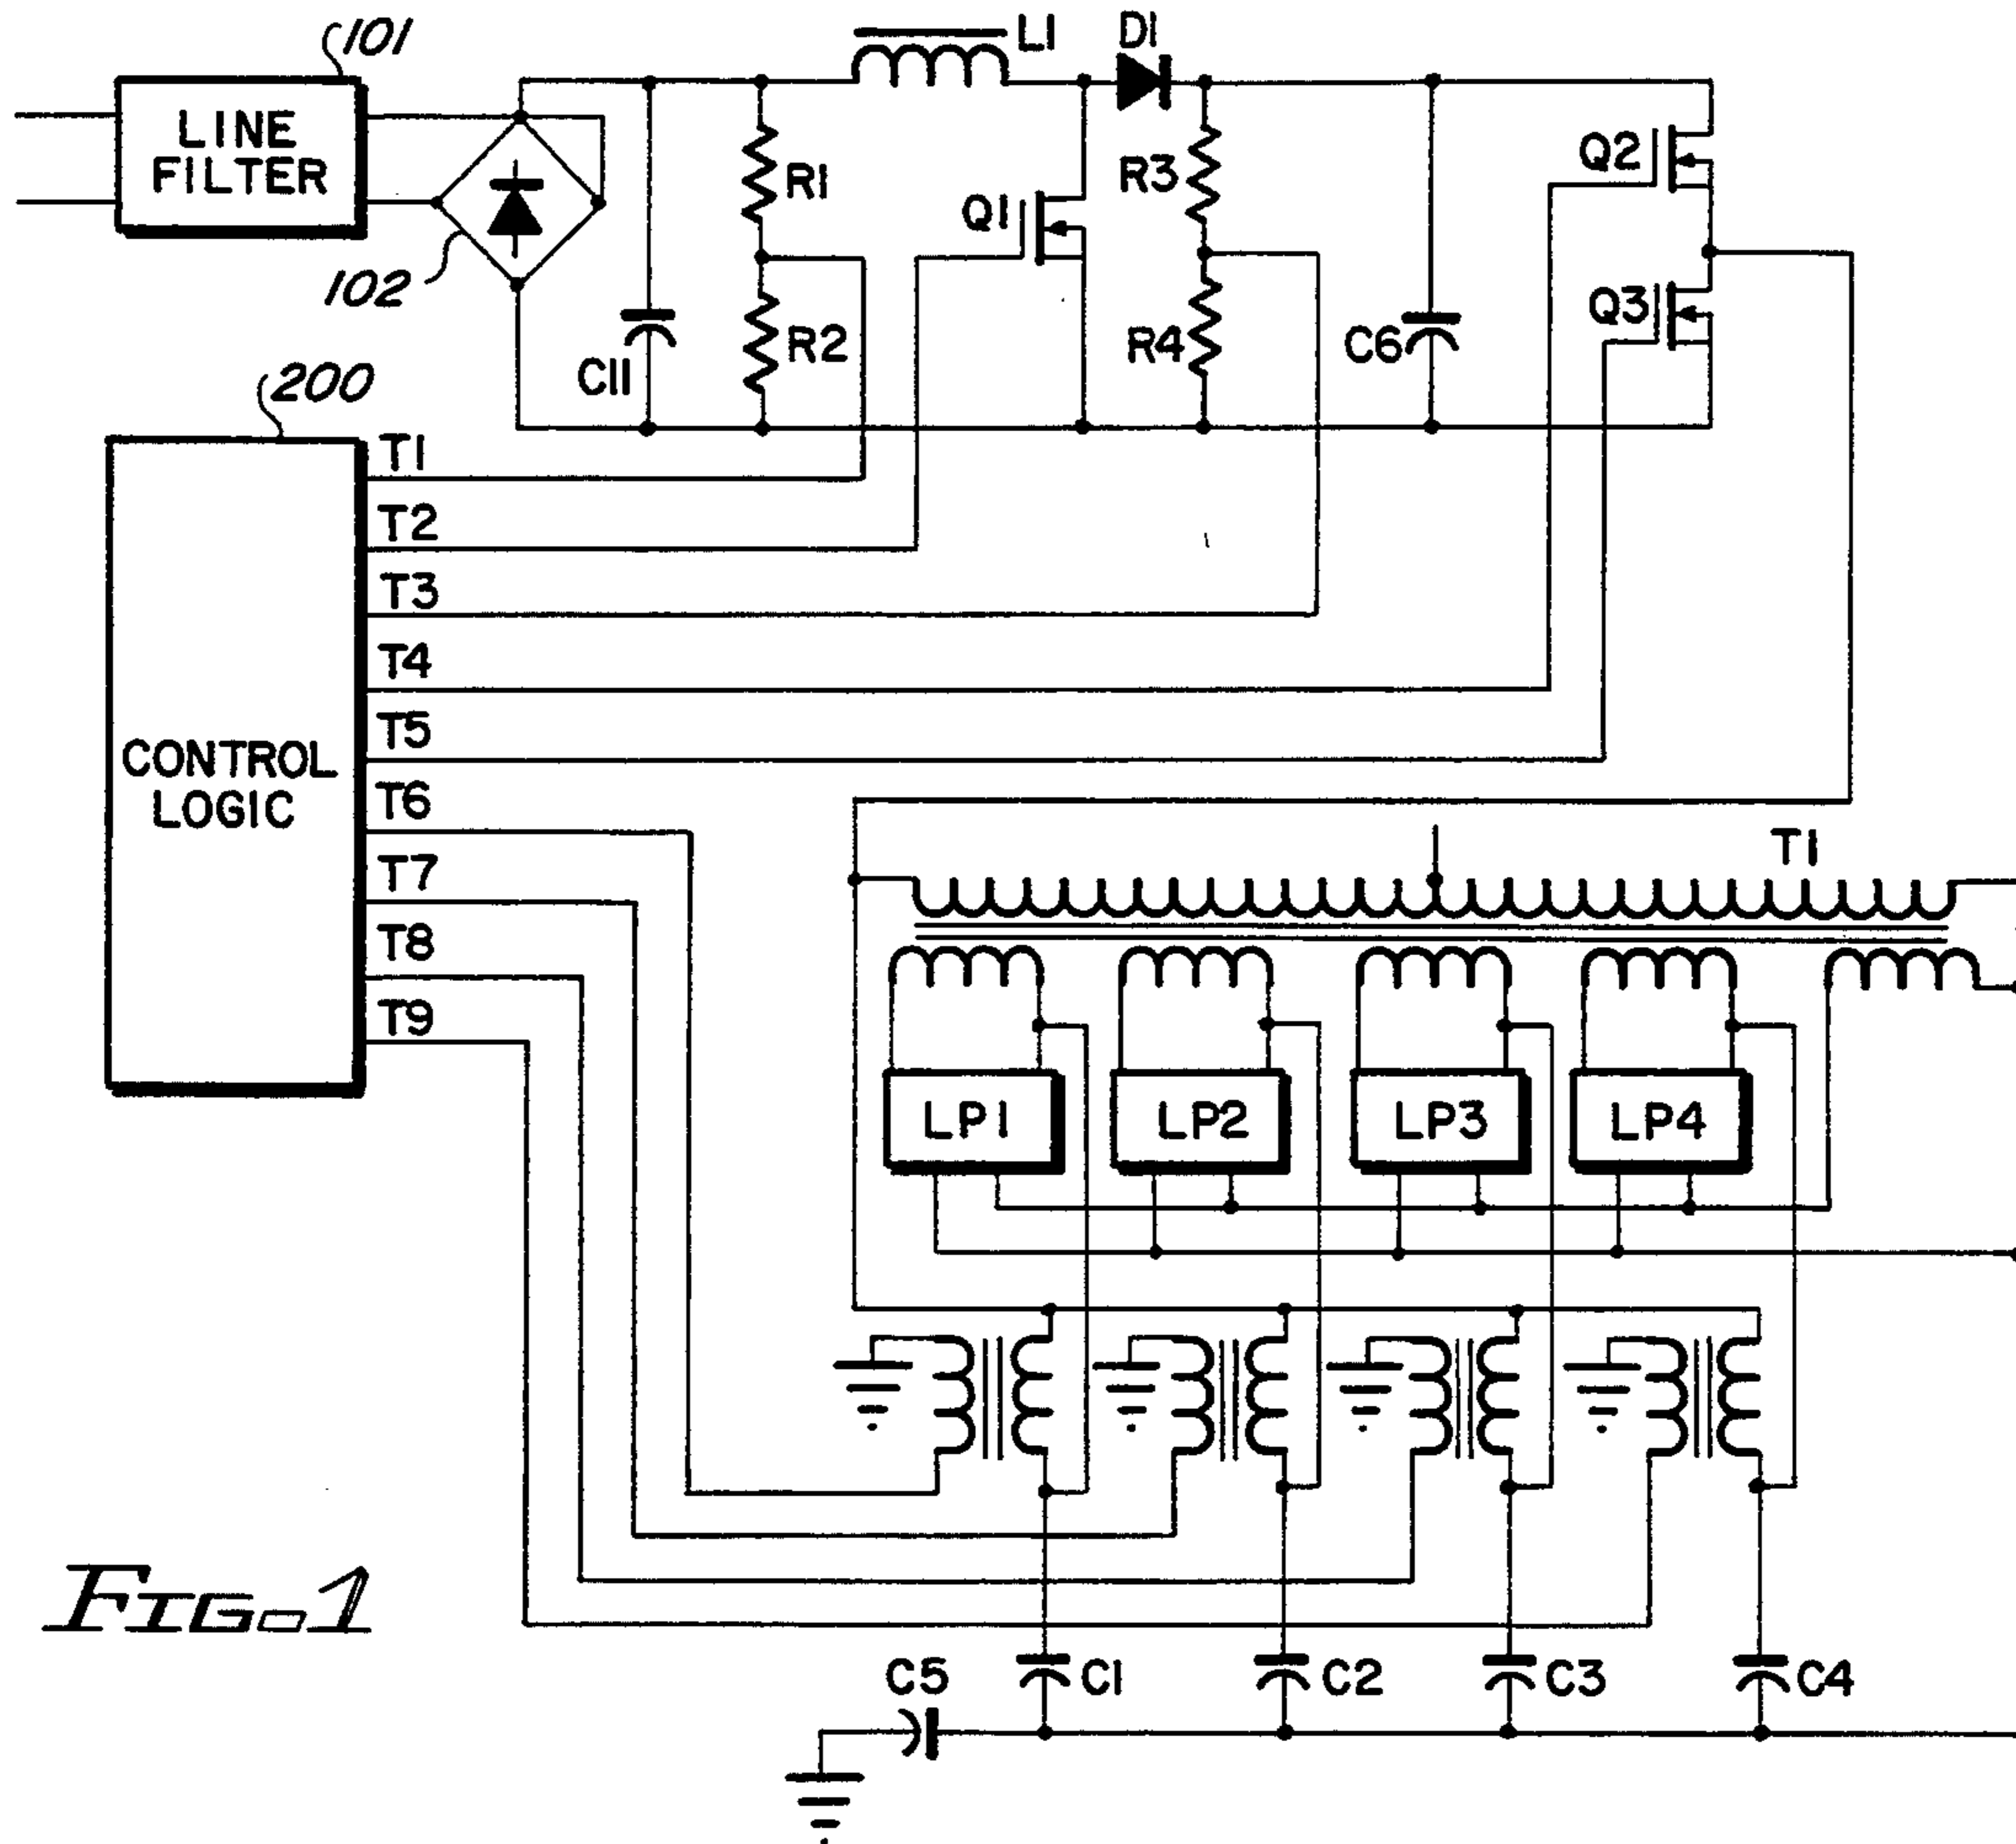 101
LINE
FILTER
102
L1
D1
R1
R2
C11
Q1
R3
R4
C6
Q2
Q3
200
CONTROL
LOGIC
T1
T2
T3
T4
T5
T6
T7
T8
T9
T1
LP1
LP2
LP3
LP4
C5
C1
C2
C3
C4
FIG.1